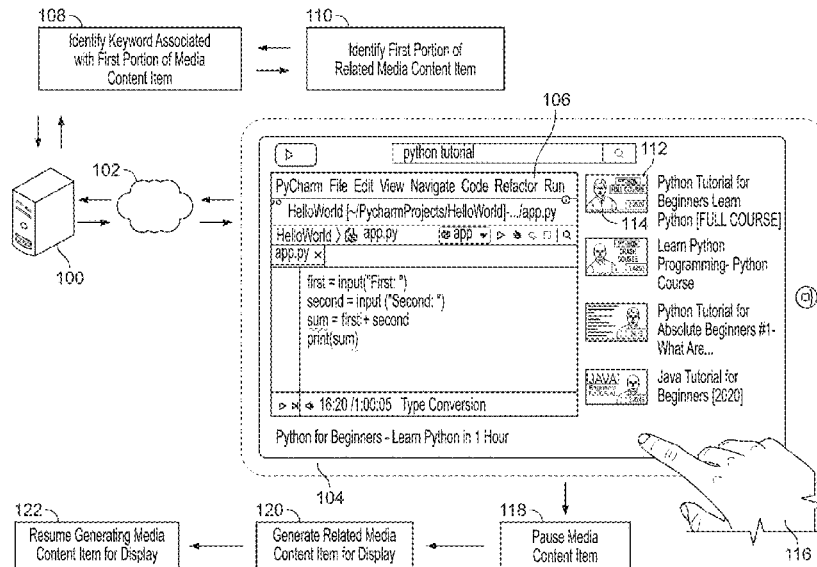 108
Identify Keyword Associated
with First Portion of Media
Content Item
110
Identify First Portion of
Related Media Content Item
106
102
100
python tutorial
PyCharm File Edit View Navigate Code Refactor Run
HelloWorld [~/PycharmProjects/HelloWorld]-.../app.py
HelloWorld
app.py
app
app.py ×
first = input("First: ")
second = input ("Second: ")
sum = first + second
print(sum)
16:20 /1:00:05 Type Conversion
Python for Beginners - Learn Python in 1 Hour
112
114
Python Tutorial for
Beginners Learn
Python [FULL COURSE]
Learn Python
Programming- Python
Course
Python Tutorial for
Absolute Beginners #1-
What Are...
JAVA
Java Tutorial for
Beginners [2020]
104
116
118
Pause Media
Content Item
120
Generate Related Media
Content Item for Display
122
Resume Generating Media
Content Item for Display